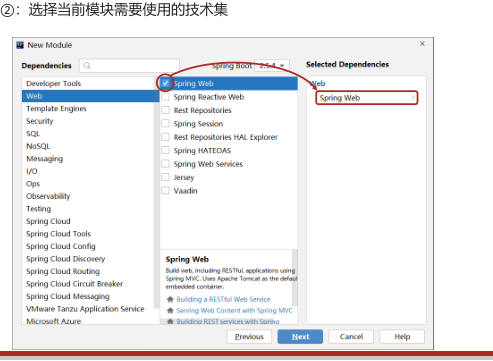 ②：选择当前模块需要使用的技术集
New Module
Dependencies
Spring Boot 2.5.4
Selected Dependencies
Developer Tools
Web
Template Engines
Security
SQL
NoSQL
Messaging
I/O
Ops
Observability
Testing
Spring Cloud
Spring Cloud Tools
Spring Cloud Config
Spring Cloud Discovery
Spring Cloud Routing
Spring Cloud Circuit Breaker
Spring Cloud Messaging
VMware Tanzu Application Service
Microsoft Azure
Spring Web
Spring Reactive Web
Rest Repositories
Spring Session
Rest Repositories HAL Explorer
Spring HATEOAS
Spring Web Services
Jersey
Vaadin
Spring Web
Build web, including RESTful, applications using
Spring MVC. Uses Apache Tomcat as the default
embedded container.
Building a RESTful Web Service
Serving Web Content with Spring MVC
Building REST services with Spring
Web
Spring Web
Previous
Next
Cancel
Help